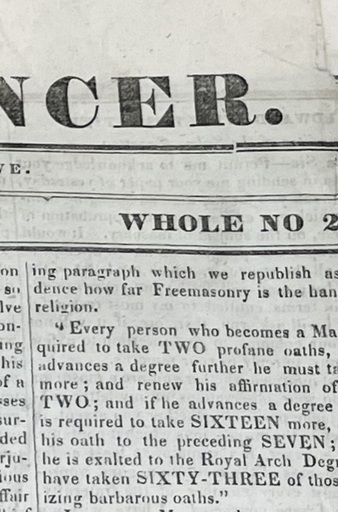 NCER.
VE.
WHOLE NO 2
on
so
lve
on-
ing
his
of a
sses
sur-
ded
rju-
ious
ffair
ing paragraph which we republish as
dence how far Freemasonry is the han
religion.
"Every person who becomes a Ma
quired to take TWO profane oaths,
advances a degree further he must ta
more; and renew his affirmation of
TWO; and if he advances a degree
is required to take SIXTEEN more,
his oath to the preceding SEVEN;
he is exalted to the Royal Arch Degr
have taken SIXTY-THREE of thos
izing barbarous oaths."